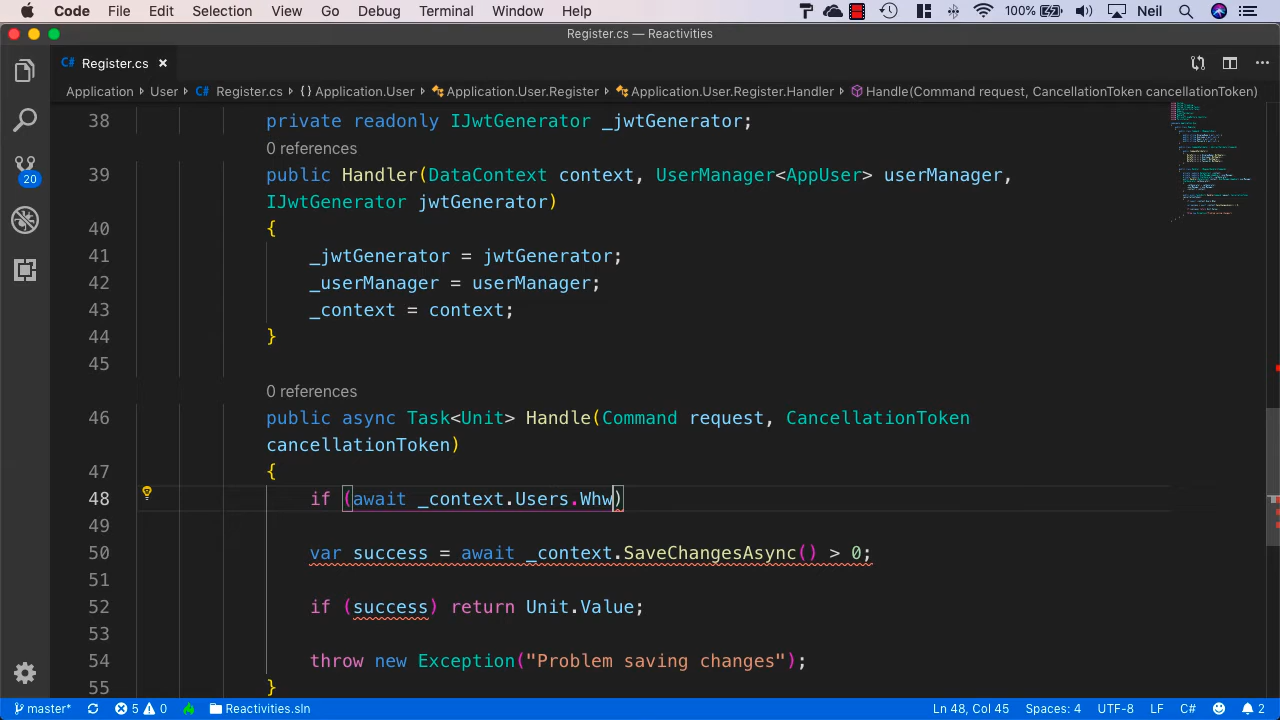 Code File Edit Selection View Go Debug Terminal Window Help 100% Neil
Register.cs — Reactivities
C# Register.cs ×
Application › User › C# Register.cs › {} Application.User › Application.User.Register › Application.User.Register.Handler › Handle(Command request, CancellationToken cancellationToken)
38 private readonly IJwtGenerator _jwtGenerator;
0 references
39 public Handler(DataContext context, UserManager<AppUser> userManager,
IJwtGenerator jwtGenerator)
40 {
41 _jwtGenerator = jwtGenerator;
42 _userManager = userManager;
43 _context = context;
44 }
45
0 references
46 public async Task<Unit> Handle(Command request, CancellationToken
cancellationToken)
47 {
48 if (await _context.Users.Whw)
49
50 var success = await _context.SaveChangesAsync() > 0;
51
52 if (success) return Unit.Value;
53
54 throw new Exception("Problem saving changes");
55 }
20
master* 5 0 Reactivities.sln Ln 48, Col 45 Spaces: 4 UTF-8 LF C# 2